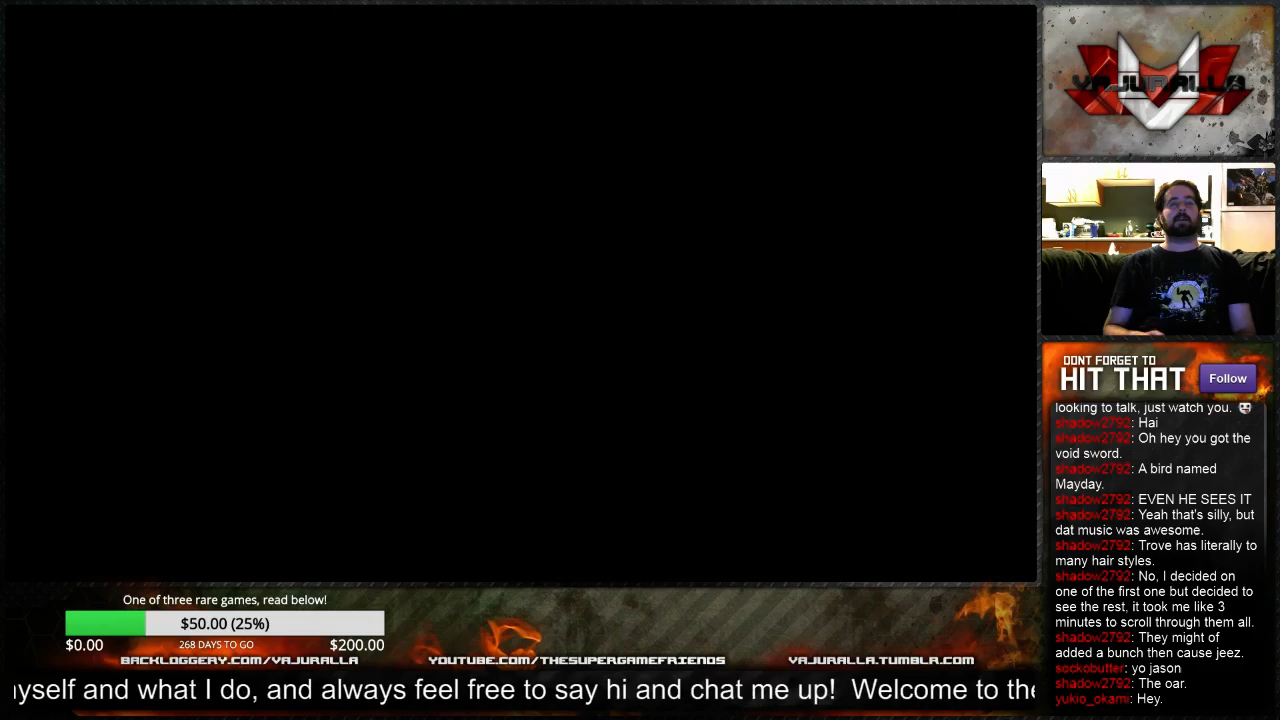 VAJURALLA
DONT FORGET TO
HIT THAT
Follow
looking to talk, just watch you.
shadow2792: Hai
shadow2792: Oh hey you got the
void sword.
shadow2792: A bird named
Mayday.
shadow2792: EVEN HE SEES IT
shadow2792: Yeah that's silly, but
dat music was awesome.
shadow2792: Trove has literally to
many hair styles.
shadow2792: No, I decided on
one of the first one but decided to
see the rest, it took me like 3
minutes to scroll through them all.
shadow2792: They might of
added a bunch then cause jeez.
sockobutter: yo jason
shadow2792: The oar.
yukio_okami: Hey.
One of three rare games, read below!
$50.00 (25%)
$0.00
268 DAYS TO GO
$200.00
BACKLOGGERY.COM/VAJURALLA
YOUTUBE.COM/THESUPERGAMEFRIENDS
VAJURALLA.TUMBLR.COM
yself and what I do, and always feel free to say hi and chat me up! Welcome to the